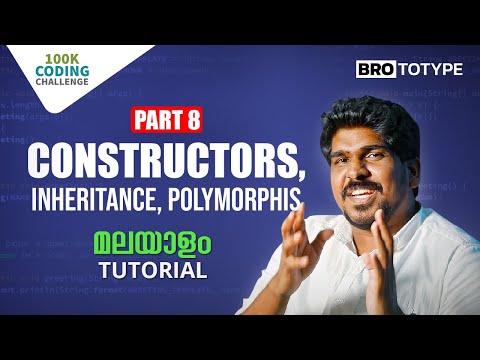 100K
CODING
CHALLENGE
BROTOTYPE
PART 8
CONSTRUCTORS,
INHERITANCE, POLYMORPHIS
മലയാളം
TUTORIAL